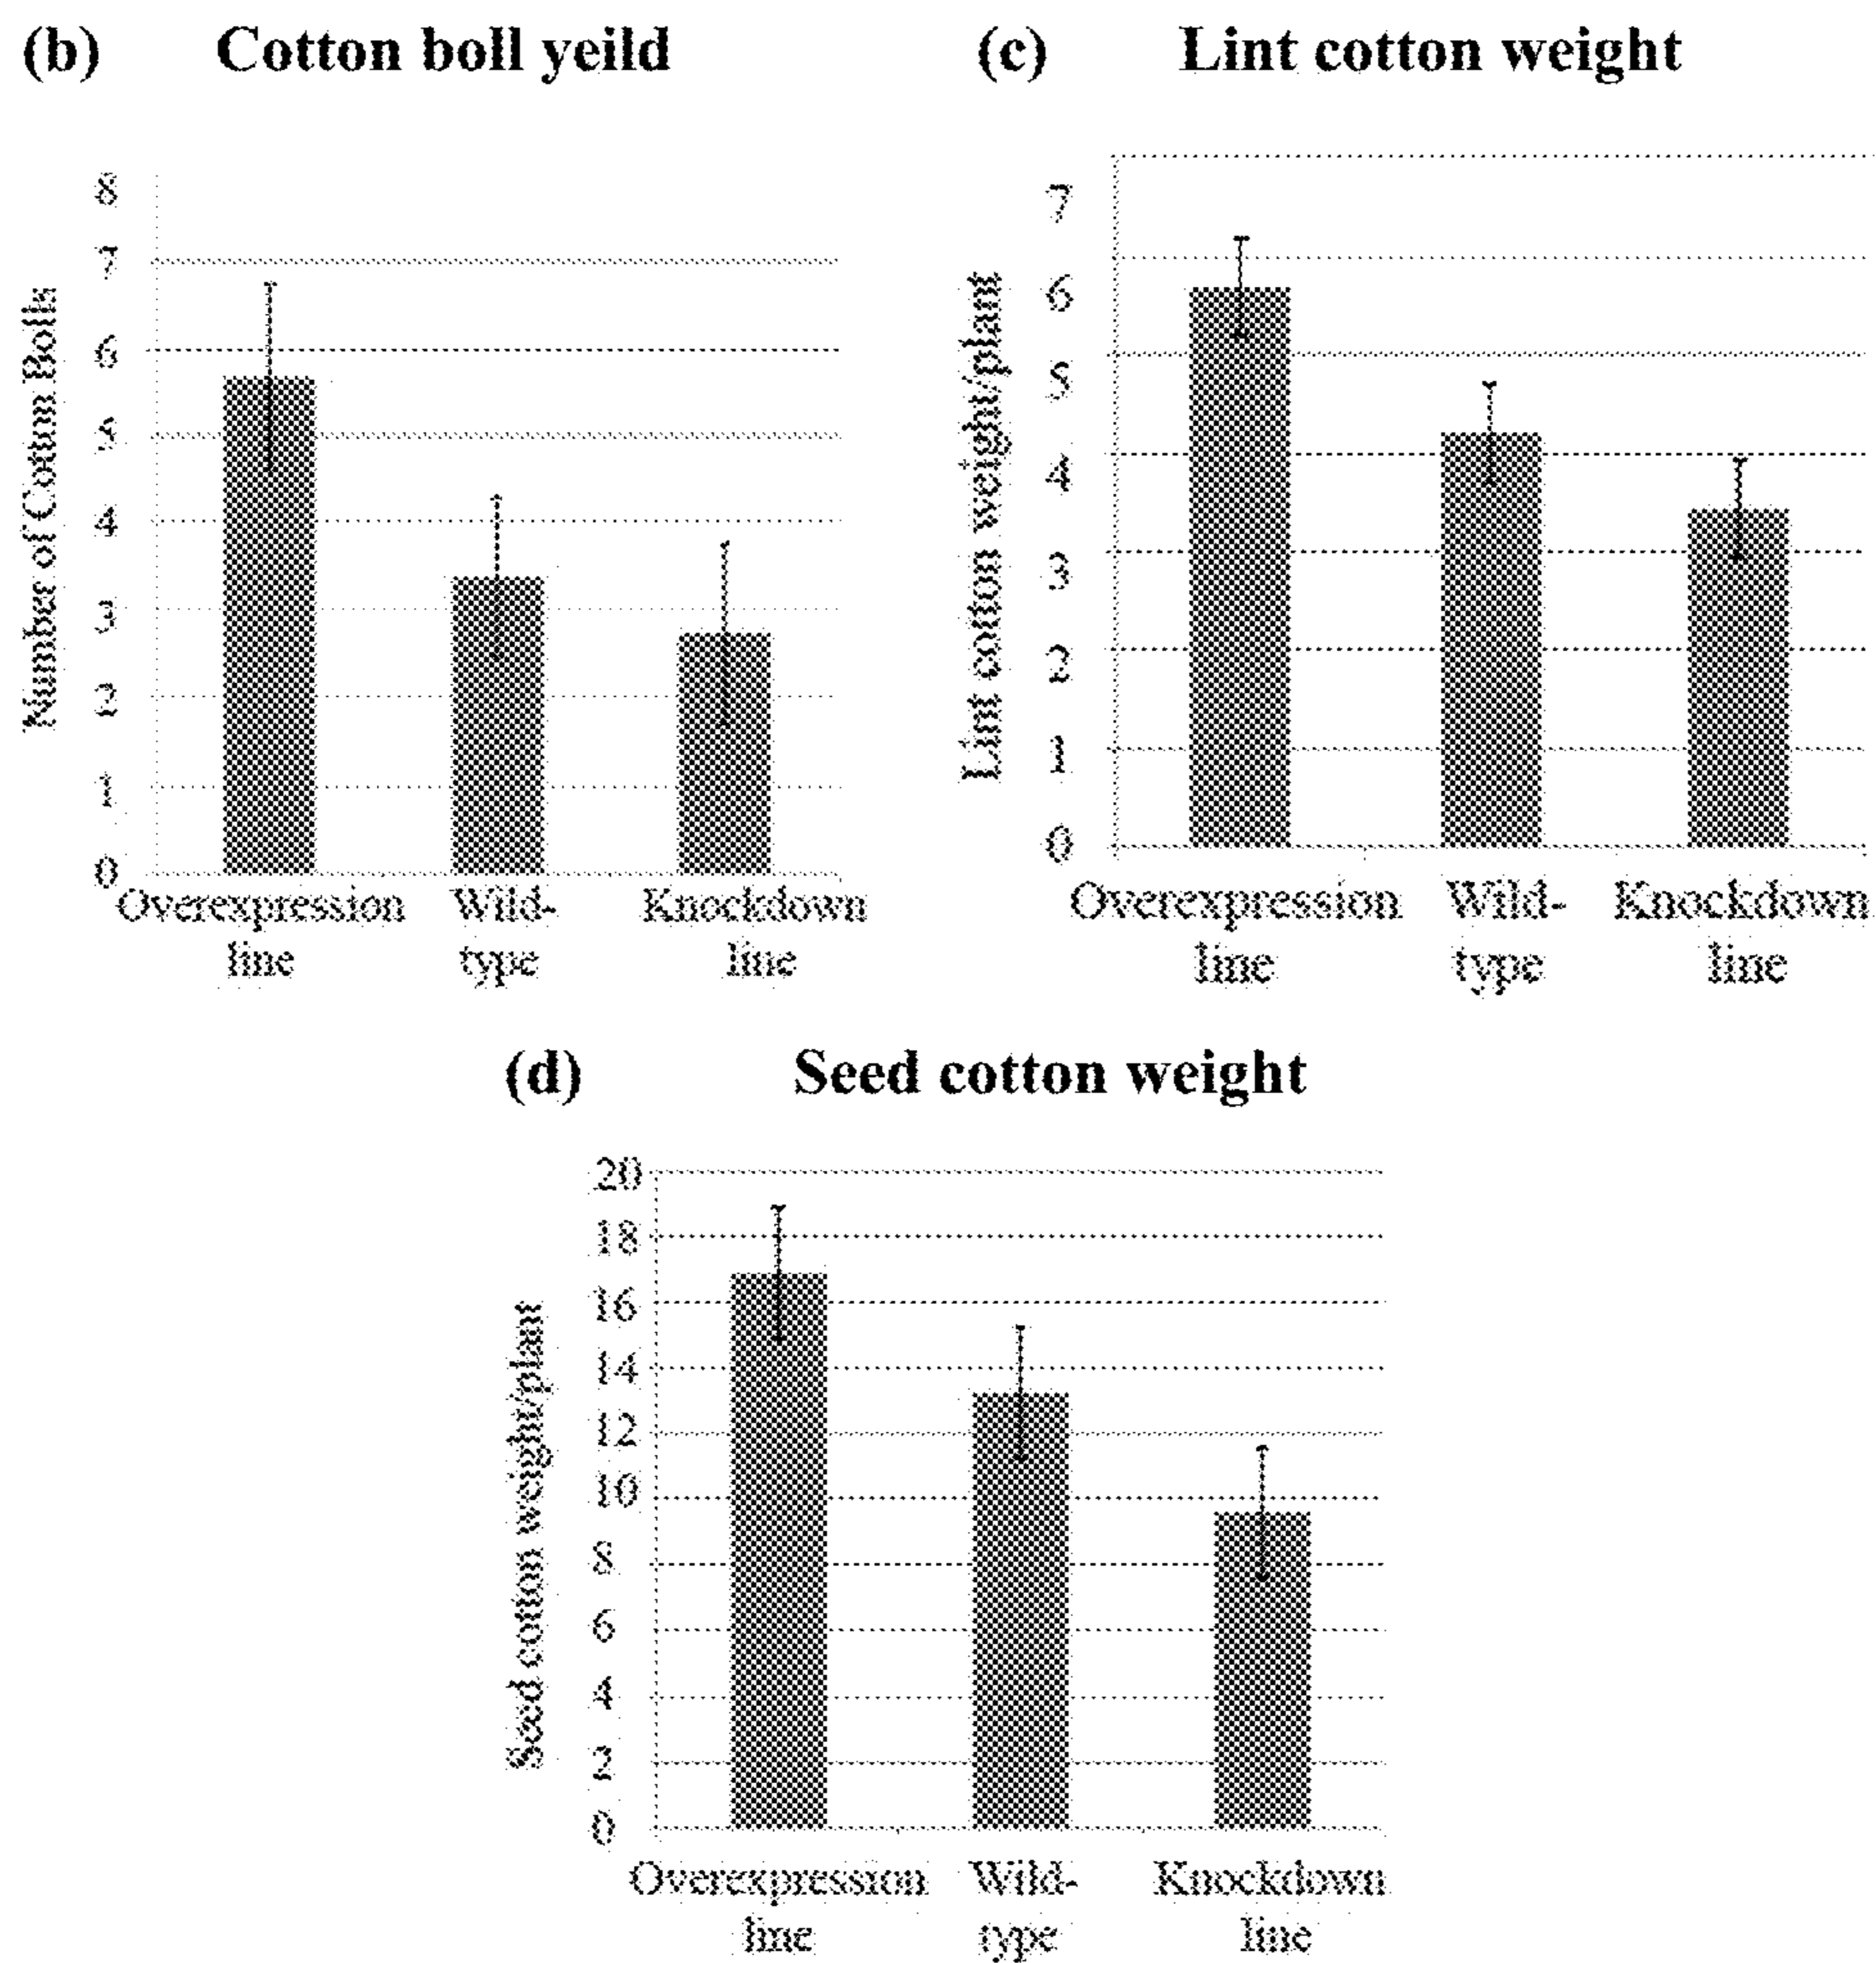 (b) Cotton boll yeild
Number of Cotton Bolls
8
7
6
5
4
3
2
1
0
Overexpression line
Wild-type
Knockdown line
(c) Lint cotton weight
Lint cotton weight/plant
7
6
5
4
3
2
1
0
Overexpression line
Wild-type
Knockdown line
(d) Seed cotton weight
Seed cotton weight/plant
20
18
16
14
12
10
8
6
4
2
0
Overexpression line
Wild-type
Knockdown line